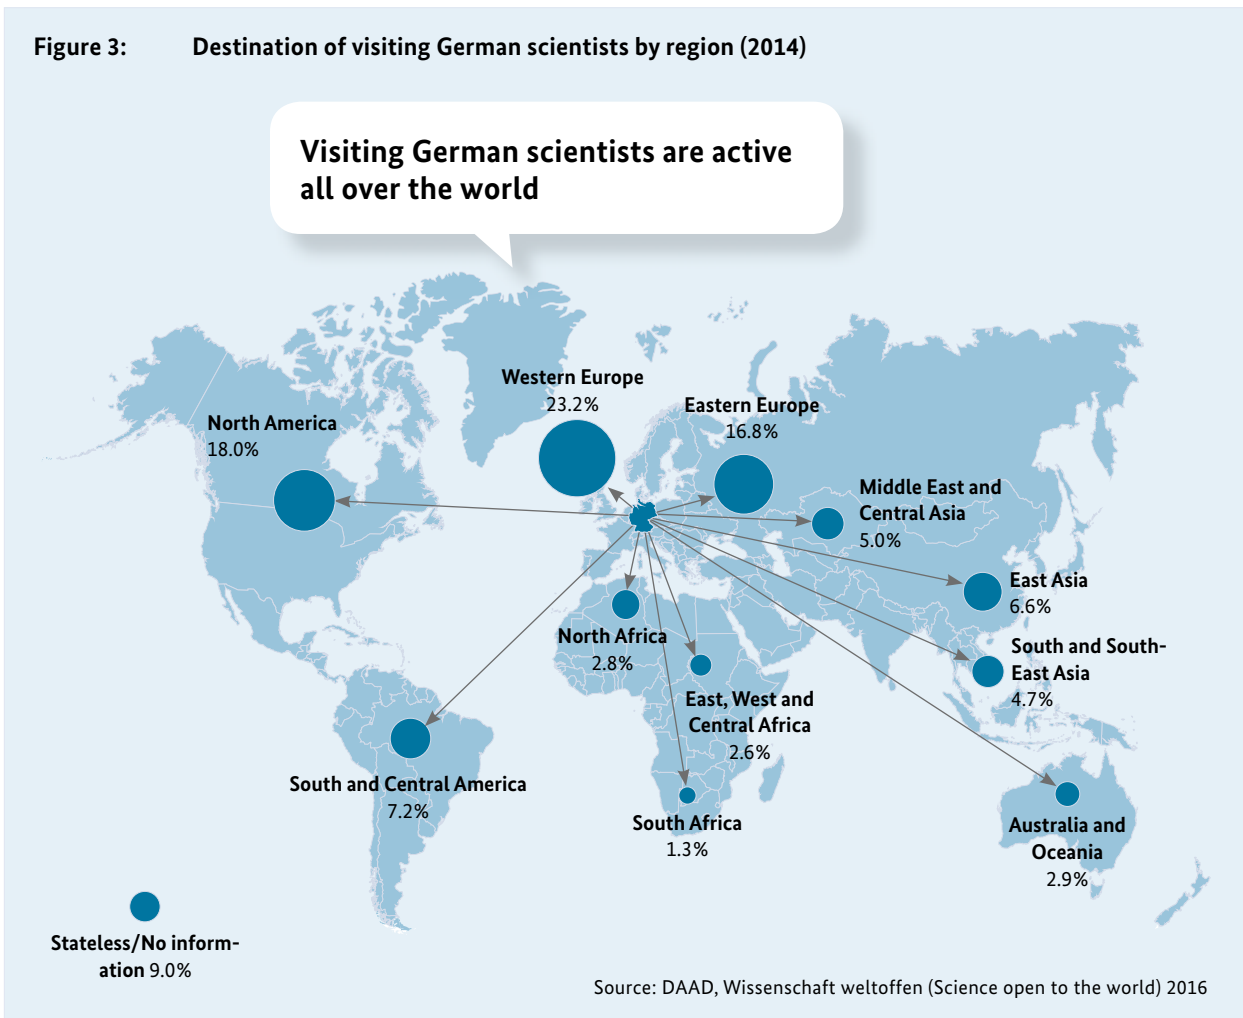 Figure 3: Destination of visiting German scientists by region (2014)
Visiting German scientists are active
all over the world
Western Europe
23.2%
Eastern Europe
16.8%
North America
18.0%
Middle East and
Central Asia
5.0%
East Asia
6.6%
North Africa
2.8%
South and South-
East Asia
4.7%
East, West and
Central Africa
2.6%
South and Central America
7.2%
South Africa
1.3%
Australia and
Oceania
2.9%
Stateless/No inform-
ation 9.0%
Source: DAAD, Wissenschaft weltoffen (Science open to the world) 2016